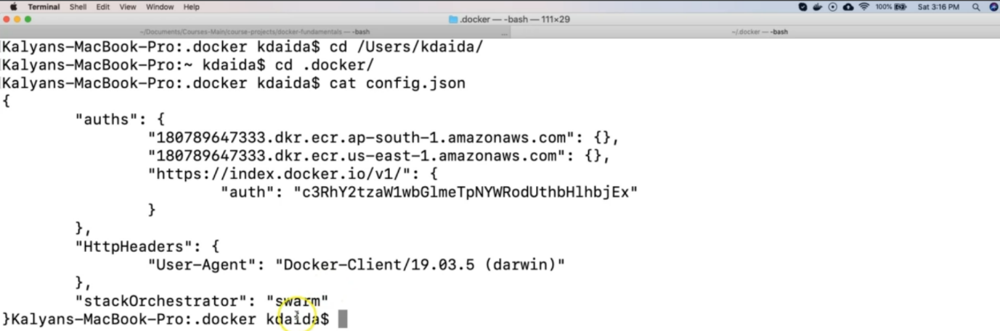 Terminal Shell Edit View Window Help 100% Sat 3:16 PM
.docker — -bash — 111×29
~/Documents/Courses-Main/course-projects/docker-fundamentals — -bash ... ~/.docker — -bash
Kalyans-MacBook-Pro:.docker kdaida$ cd /Users/kdaida/
Kalyans-MacBook-Pro:~ kdaida$ cd .docker/
Kalyans-MacBook-Pro:.docker kdaida$ cat config.json
{
"auths": {
"180789647333.dkr.ecr.ap-south-1.amazonaws.com": {},
"180789647333.dkr.ecr.us-east-1.amazonaws.com": {},
"https://index.docker.io/v1/": {
"auth": "c3RhY2tzaW1wbGlmeTpNYWRodUthbHlhbjEx"
}
},
"HttpHeaders": {
"User-Agent": "Docker-Client/19.03.5 (darwin)"
},
"stackOrchestrator": "swarm"
}Kalyans-MacBook-Pro:.docker kdaida$